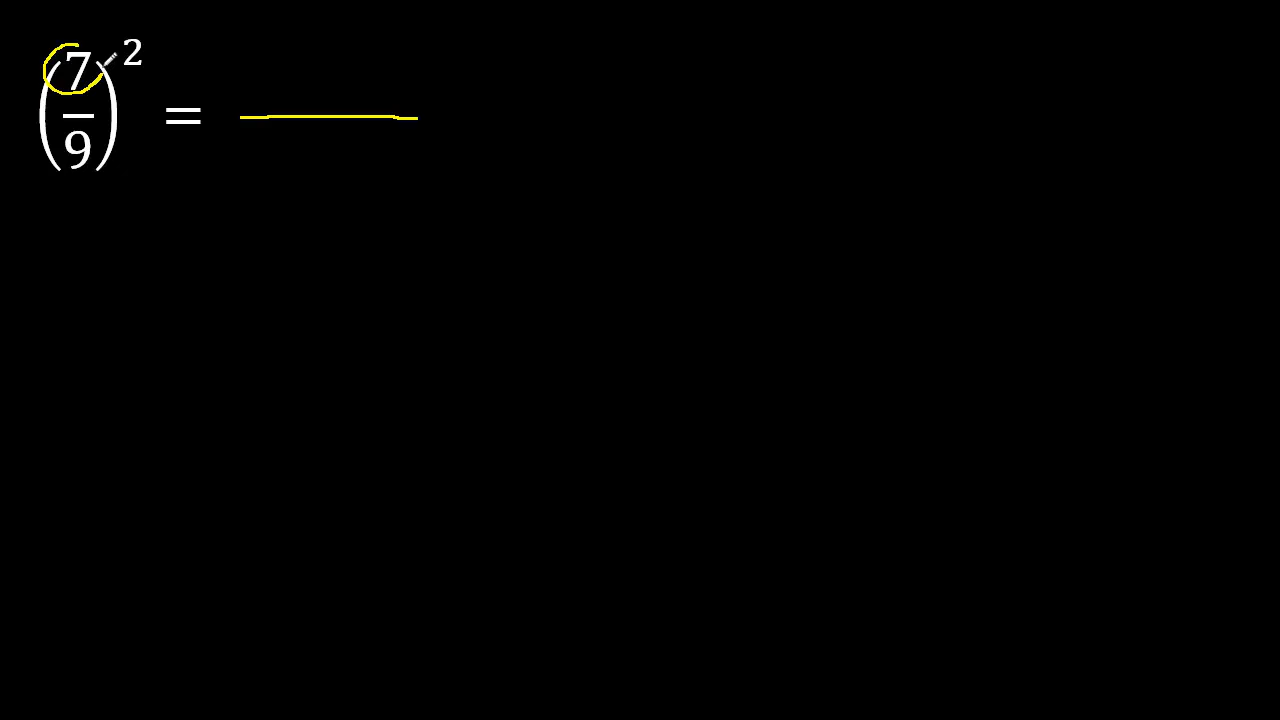 (7/9)² =